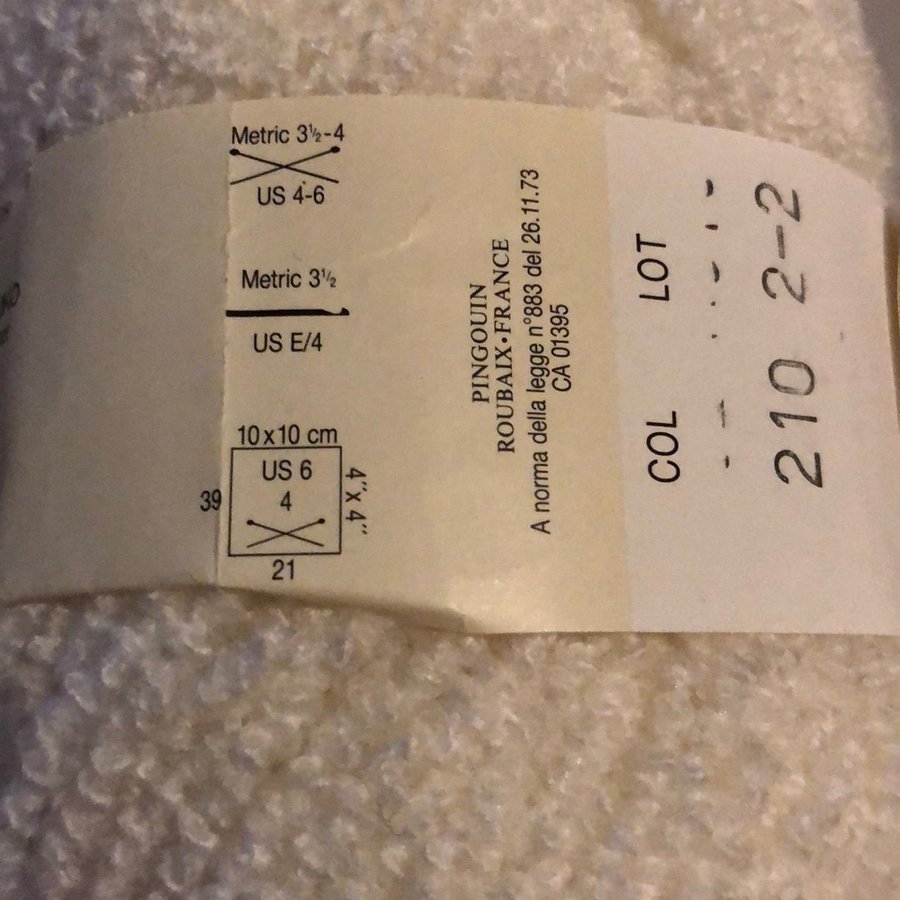 Metric 3½-4
US 4-6
Metric 3½
US E/4
10x10 cm
US 6
4
39
4"x 4"
21
PINGOUIN
ROUBAIX•FRANCE
A norma della legge n°883 del 26.11.73
CA 01395
COL LOT
210 2-2